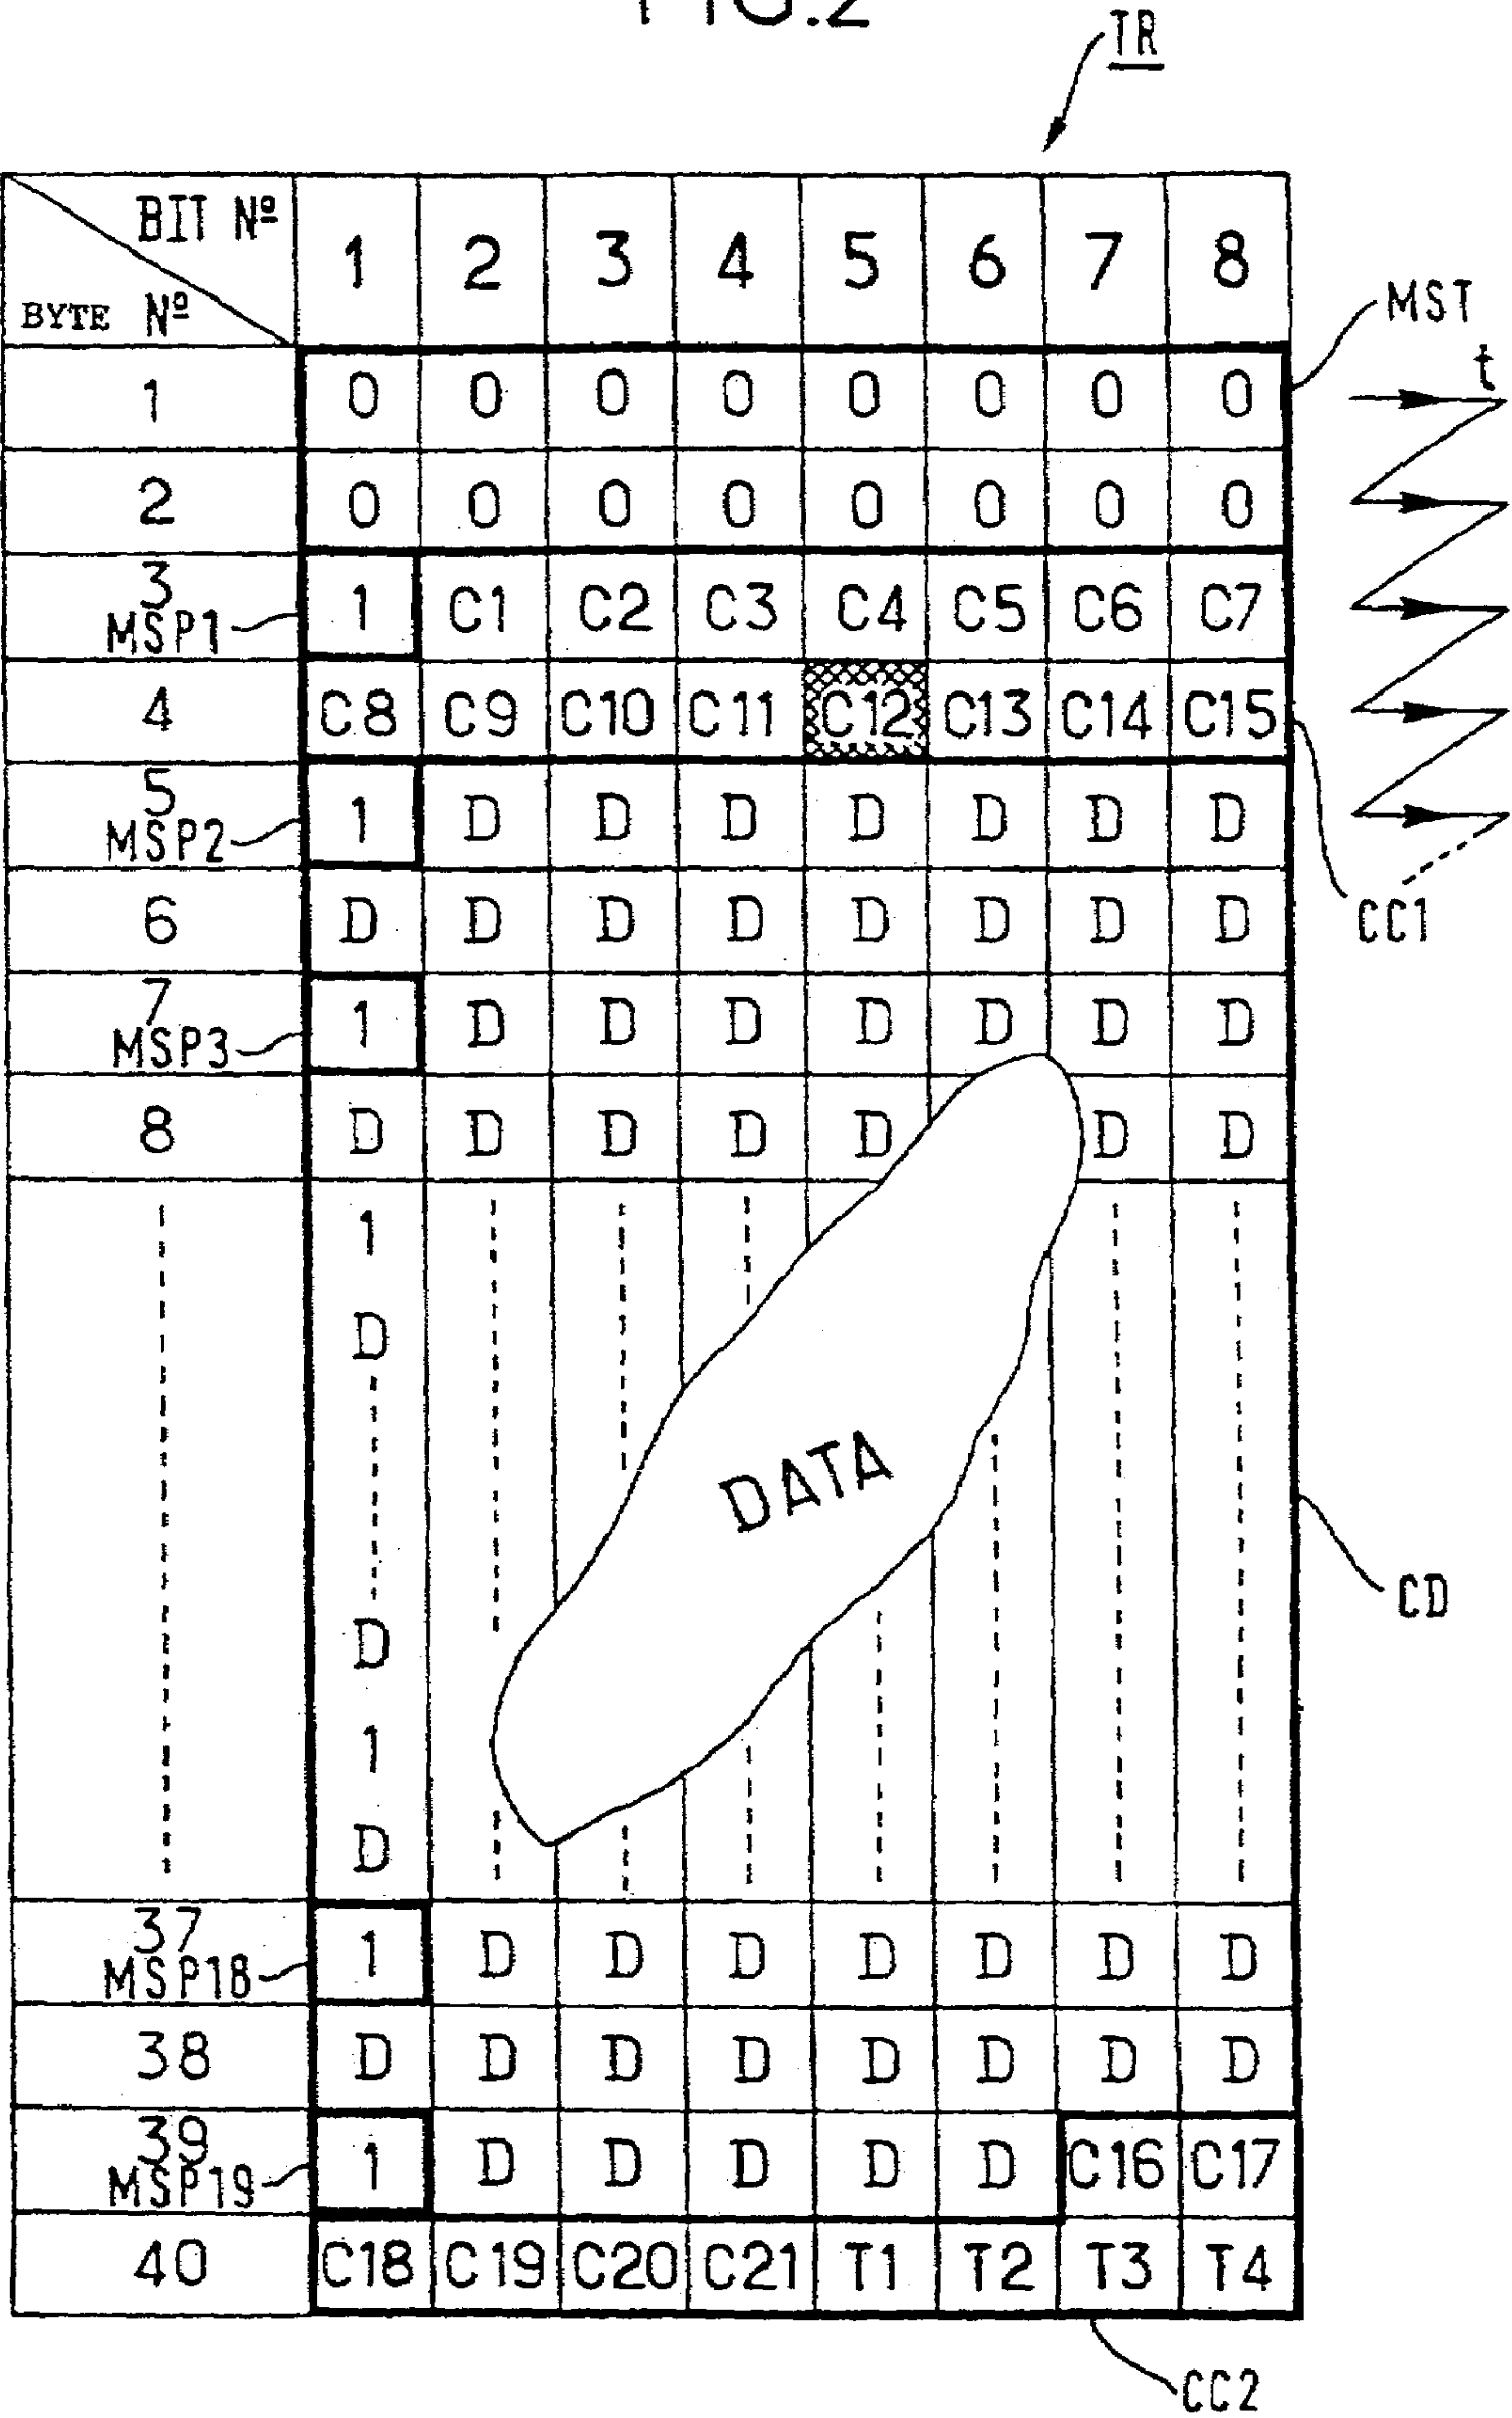 FIG.2
TR
BIT Nº 1 2 3 4 5 6 7 8
BYTE Nº
MST
t
1 0 0 0 0 0 0 0 0
2 0 0 0 0 0 0 0 0
3 1 C1 C2 C3 C4 C5 C6 C7
MSP1
4 C8 C9 C10 C11 C12 C13 C14 C15
5 1 D D D D D D D
MSP2
6 D D D D D D D D
CC1
7 1 D D D D D D D
MSP3
8 D D D D D D D
1
D
DATA
CD
D
1
D
37 1 D D D D D D D
MSP18
38 D D D D D D D D
39 1 D D D D D C16 C17
MSP19
40 C18 C19 C20 C21 T1 T2 T3 T4
CC2